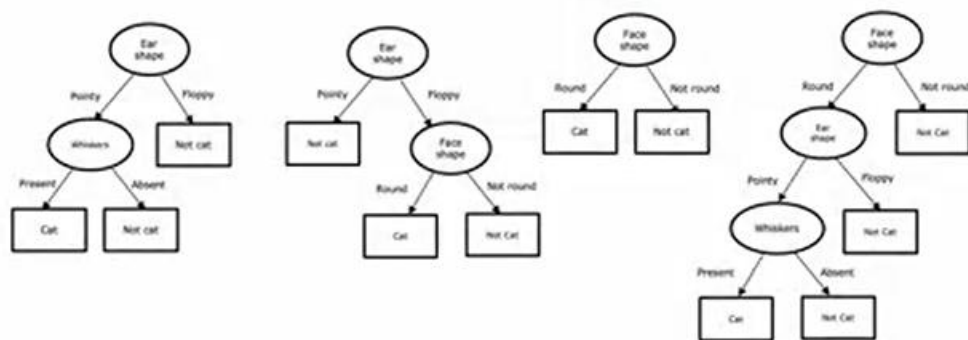 Ear
shape
Pointy
Floppy
Whiskers
Not cat
Present
Absent
Cat
Not cat
Ear
shape
Pointy
Floppy
Not cat
Face
shape
Round
Not round
Cat
Not Cat
Face
shape
Round
Not round
Cat
Not cat
Face
shape
Round
Not round
Ear
shape
Not Cat
Pointy
Floppy
Whiskers
Not Cat
Present
Absent
Cat
Not Cat